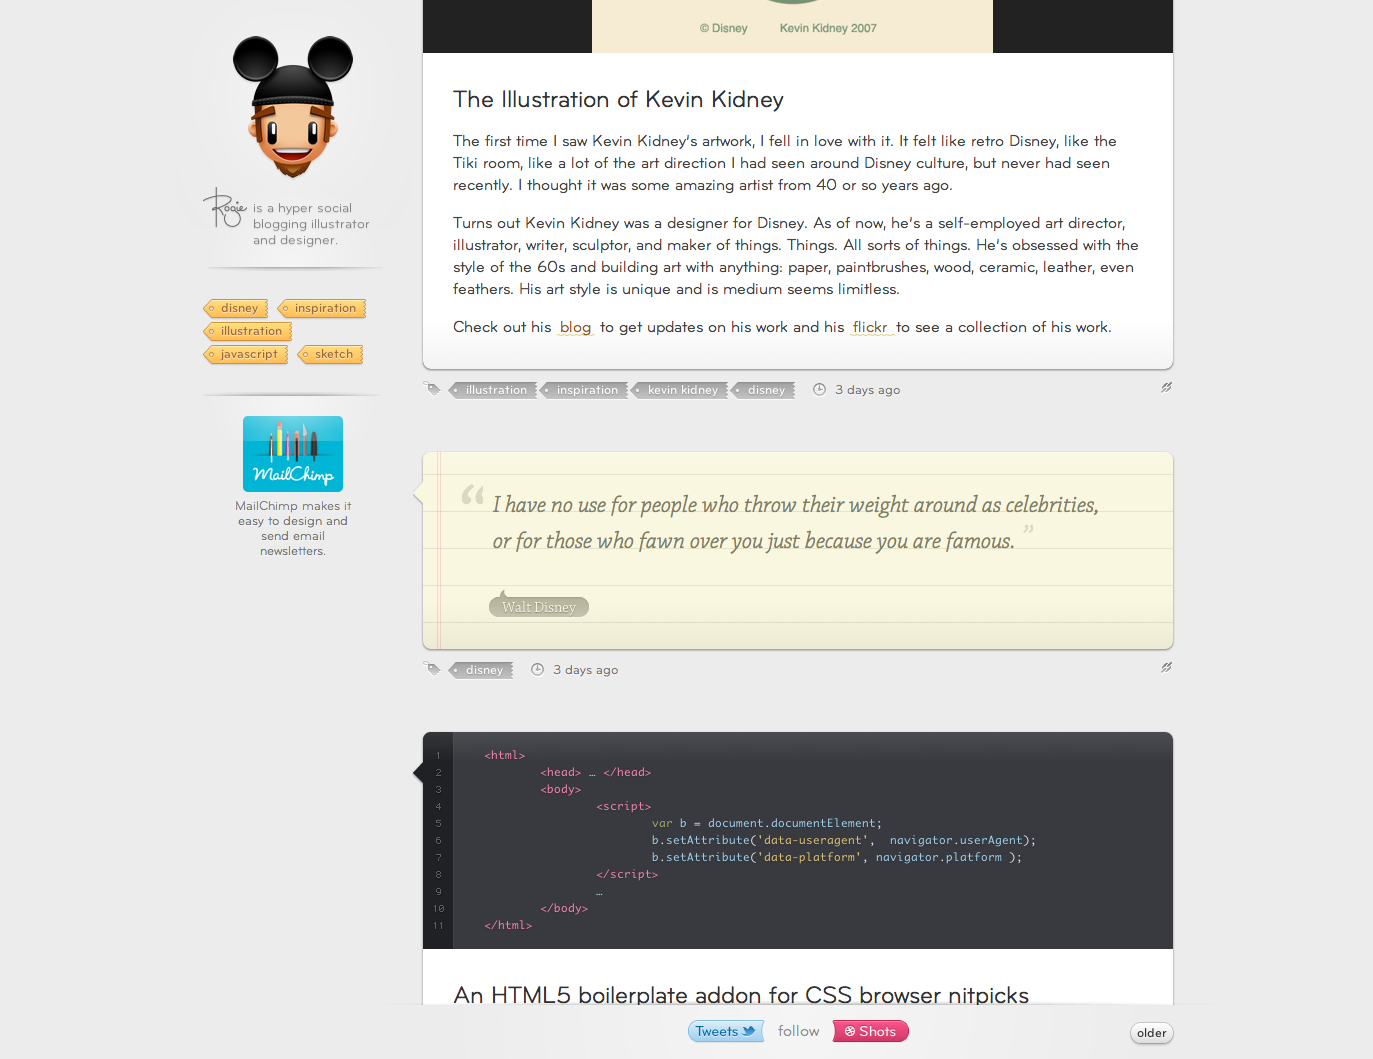 © Disney Kevin Kidney 2007
Rogie is a hyper social
blogging illustrator
and designer.
disney inspiration
illustration
javascript sketch
MailChimp
MailChimp makes it
easy to design and
send email
newsletters.
The Illustration of Kevin Kidney
The first time I saw Kevin Kidney's artwork, I fell in love with it. It felt like retro Disney, like the
Tiki room, like a lot of the art direction I had seen around Disney culture, but never had seen
recently. I thought it was some amazing artist from 40 or so years ago.
Turns out Kevin Kidney was a designer for Disney. As of now, he's a self-employed art director,
illustrator, writer, sculptor, and maker of things. Things. All sorts of things. He's obsessed with the
style of the 60s and building art with anything: paper, paintbrushes, wood, ceramic, leather, even
feathers. His art style is unique and is medium seems limitless.
Check out his blog to get updates on his work and his flickr to see a collection of his work.
illustration inspiration kevin kidney disney 3 days ago
“ I have no use for people who throw their weight around as celebrities,
or for those who fawn over you just because you are famous. ”
Walt Disney
disney 3 days ago
1 <html>
2 <head> … </head>
3 <body>
4 <script>
5 var b = document.documentElement;
6 b.setAttribute('data-useragent', navigator.userAgent);
7 b.setAttribute('data-platform', navigator.platform );
8 </script>
9 …
10 </body>
11 </html>
An HTML5 boilerplate addon for CSS browser nitpicks
Tweets follow Shots
older